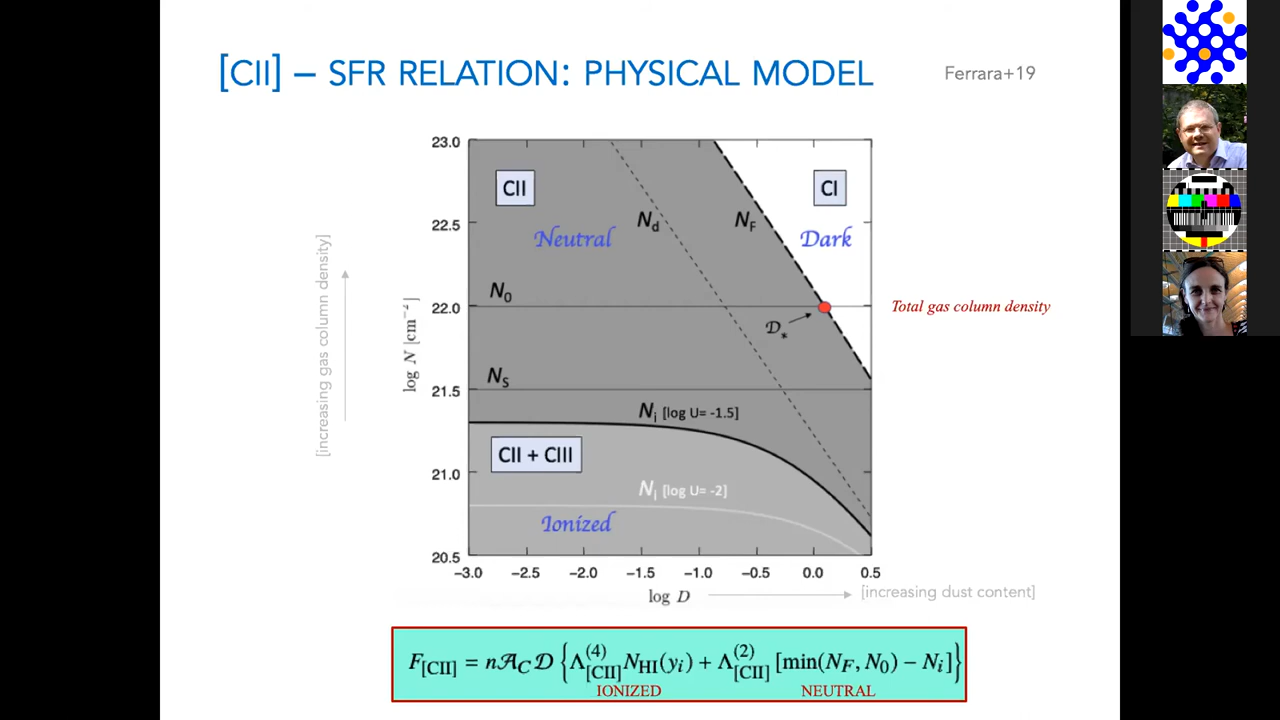 [CII] – SFR RELATION: PHYSICAL MODEL
Ferrara+19
23.0
22.5
22.0
21.5
21.0
20.5
log N [cm⁻²]
[increasing gas column density]
CII
CI
Neutral
N_d
N_F
Dark
N_0
Total gas column density
D_*
N_S
N_i [log U= -1.5]
CII + CIII
N_i [log U= -2]
Ionized
-3.0 -2.5 -2.0 -1.5 -1.0 -0.5 0.0 0.5
log D
[increasing dust content]
F_[CII] = n𝒜_C 𝒟 {Λ_[CII]^(4) N_HI(y_i) + Λ_[CII]^(2) [min(N_F, N_0) − N_i]}
IONIZED NEUTRAL